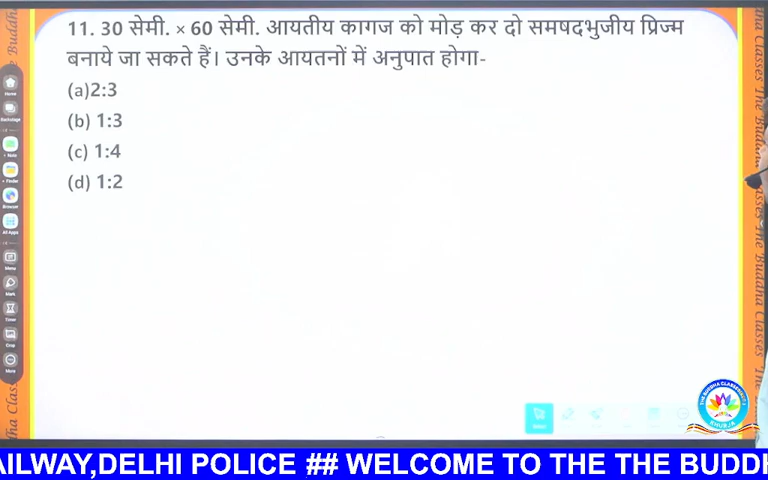 11. 30 सेमी. × 60 सेमी. आयतीय कागज को मोड़ कर दो समषदभुजीय प्रिज्म
बनाये जा सकते हैं। उनके आयतनों में अनुपात होगा-
(a)2:3
(b) 1:3
(c) 1:4
(d) 1:2
AILWAY,DELHI POLICE ## WELCOME TO THE THE BUDDH